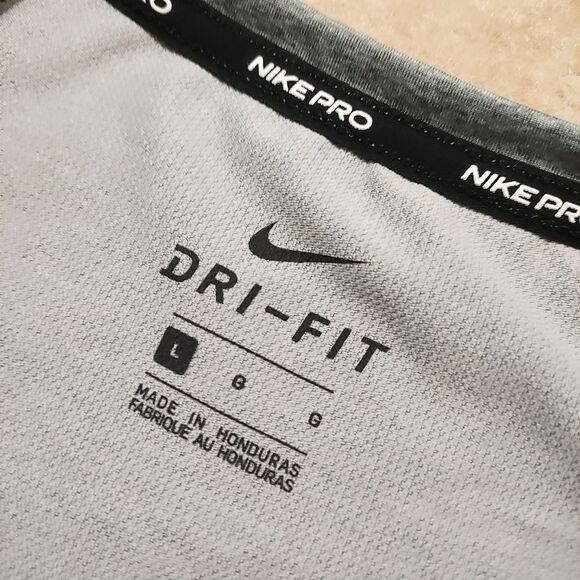 NIKE PRO
NIKE PRO
DRI-FIT
L G G
MADE IN HONDURAS
FABRIQUE AU HONDURAS